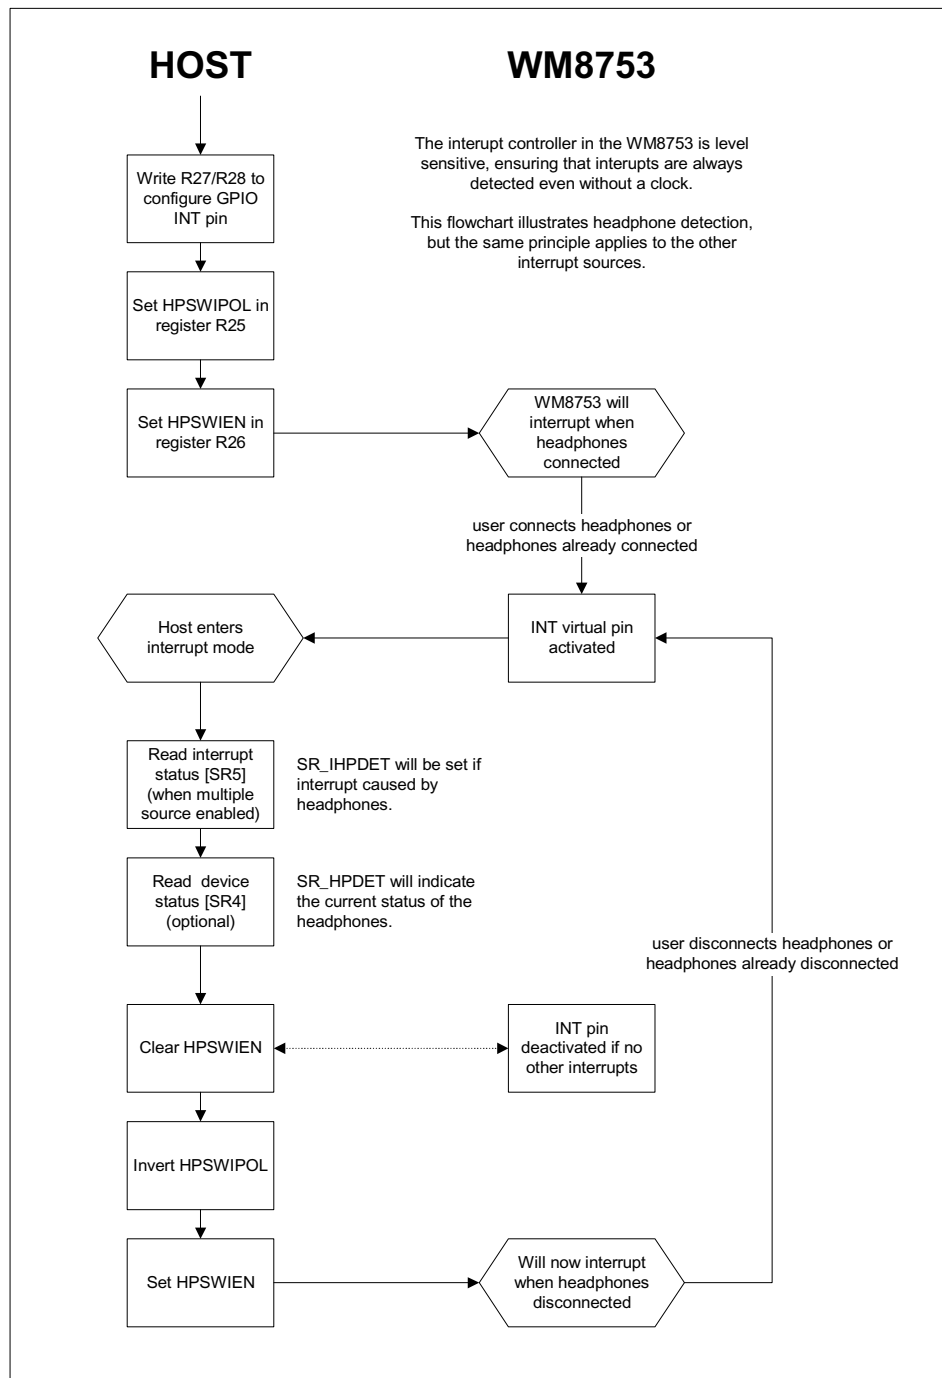 HOST
WM8753
The interupt controller in the WM8753 is level
sensitive, ensuring that interupts are always
detected even without a clock.
This flowchart illustrates headphone detection,
but the same principle applies to the other
interrupt sources.
Write R27/R28 to
configure GPIO
INT pin
Set HPSWIPOL in
register R25
Set HPSWIEN in
register R26
WM8753 will
interrupt when
headphones
connected
user connects headphones or
headphones already connected
Host enters
interrupt mode
INT virtual pin
activated
Read interrupt
status [SR5]
(when multiple
source enabled)
SR_IHPDET will be set if
interrupt caused by
headphones.
Read device
status [SR4]
(optional)
SR_HPDET will indicate
the current status of the
headphones.
user disconnects headphones or
headphones already disconnected
Clear HPSWIEN
INT pin
deactivated if no
other interrupts
Invert HPSWIPOL
Set HPSWIEN
Will now interrupt
when headphones
disconnected